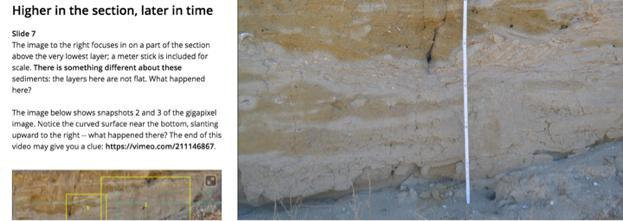 Higher in the section, later in time
Slide 7
The image to the right focuses in on a part of the section
above the very lowest layer; a meter stick is included for
scale. There is something different about these
sediments: the layers here are not flat. What happened
here?
The image below shows snapshots 2 and 3 of the gigapixel
image. Notice the curved surface near the bottom, slanting
upward to the right -- what happened there? The end of this
video may give you a clue: https://vimeo.com/211146867.